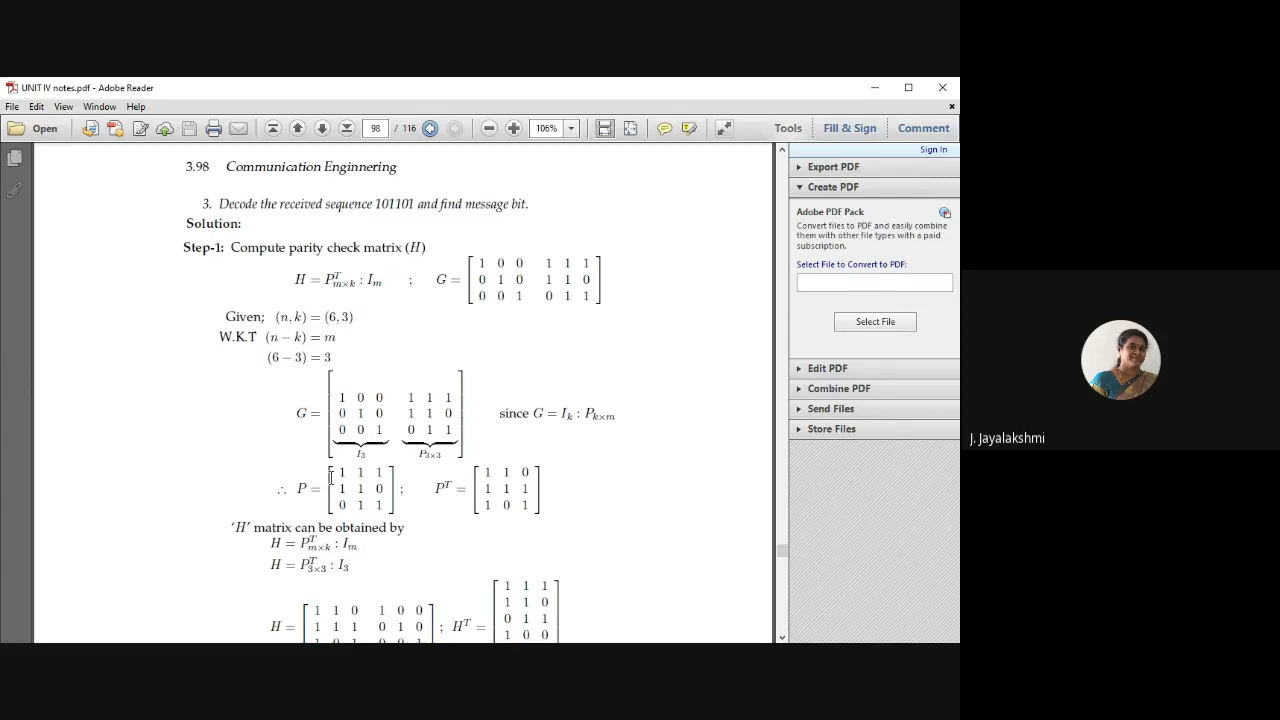 UNIT IV notes.pdf - Adobe Reader
File Edit View Window Help
Open 98 / 116 106% Tools Fill & Sign Comment
Sign In
Export PDF
Create PDF
Adobe PDF Pack
Convert files to PDF and easily combine
them with other file types with a paid
subscription.
Select File to Convert to PDF:
Select File
Edit PDF
Combine PDF
Send Files
Store Files
3.98 Communication Enginnering
3. Decode the received sequence 101101 and find message bit.
Solution:
Step-1: Compute parity check matrix (H)
H = P^T_{m×k} : I_m ; G = [1 0 0 1 1 1
0 1 0 1 1 0
0 0 1 0 1 1]
Given; (n, k) = (6, 3)
W.K.T (n − k) = m
(6 − 3) = 3
G = [1 0 0 1 1 1
0 1 0 1 1 0
0 0 1 0 1 1] since G = I_k : P_{k×m}
I_3 P_{3×3}
∴ P = [1 1 1
1 1 0
0 1 1] ; P^T = [1 1 0
1 1 1
1 0 1]
'H' matrix can be obtained by
H = P^T_{m×k} : I_m
H = P^T_{3×3} : I_3
H = [1 1 0 1 0 0
1 1 1 0 1 0
1 0 1 0 0 1 ; H^T = [1 1 1
1 1 0
0 1 1
1 0 0
J. Jayalakshmi